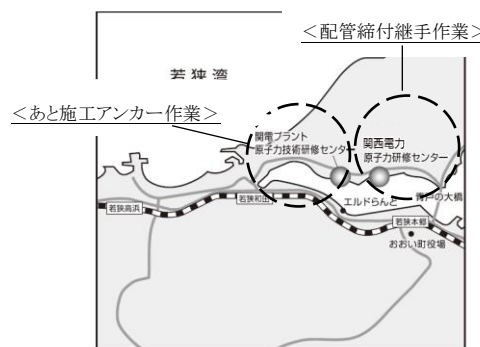 ＜配管締付継手作業＞
若狭湾
＜あと施工アンカー作業＞
関電プラント
原子力技術研修センター
関西電力
原子力研修センター
若狭高浜
若狭和田
エルどらんど
青戸の大橋
若狭本郷
おおい町役場